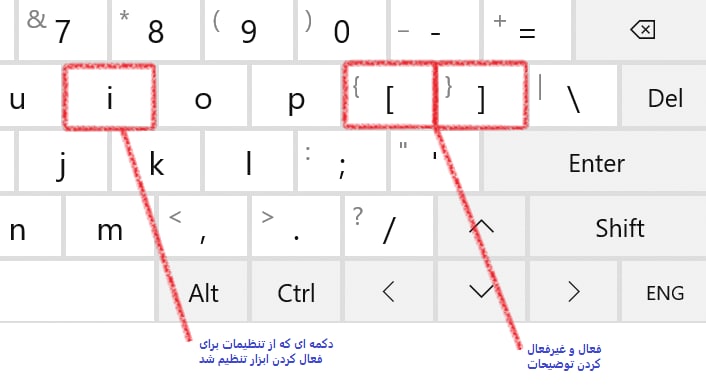 & 7 * 8 ( 9 ) 0 _ - + =
u i o p { [ } ] | \ Del
j k l : ; " ' Enter
n m < , > . ? / Shift
Alt Ctrl ENG
دکمه ای که از تنظیمات برای
فعال کردن ابزار تنظیم شد
فعال و غیرفعال
کردن توضیحات